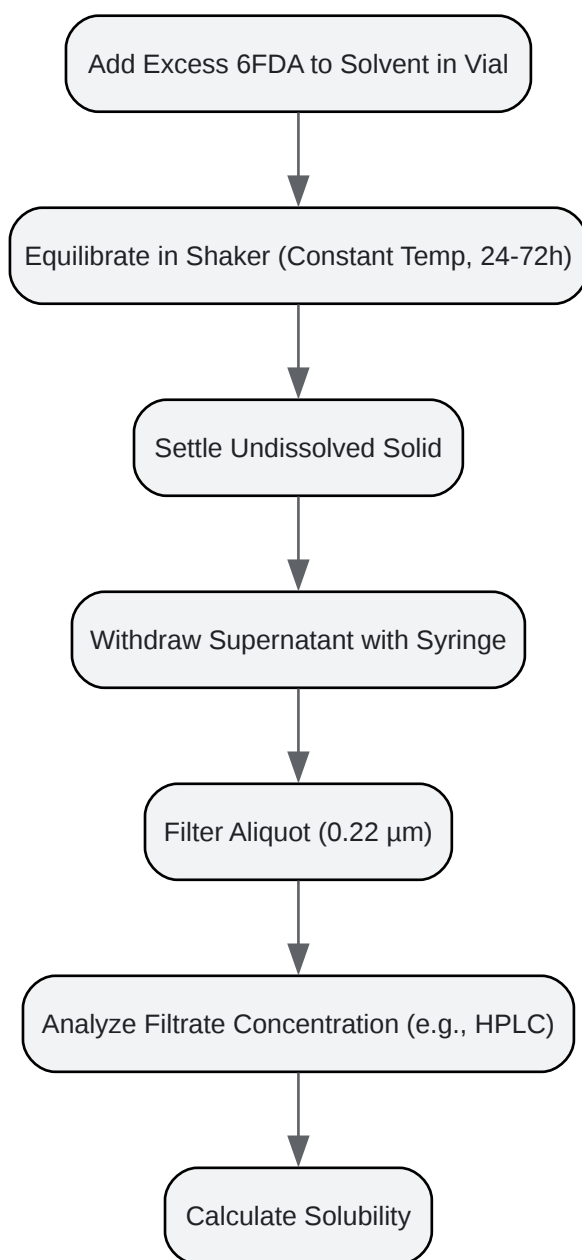 Add Excess 6FDA to Solvent in Vial
Equilibrate in Shaker (Constant Temp, 24-72h)
Settle Undissolved Solid
Withdraw Supernatant with Syringe
Filter Aliquot (0.22 µm)
Analyze Filtrate Concentration (e.g., HPLC)
Calculate Solubility